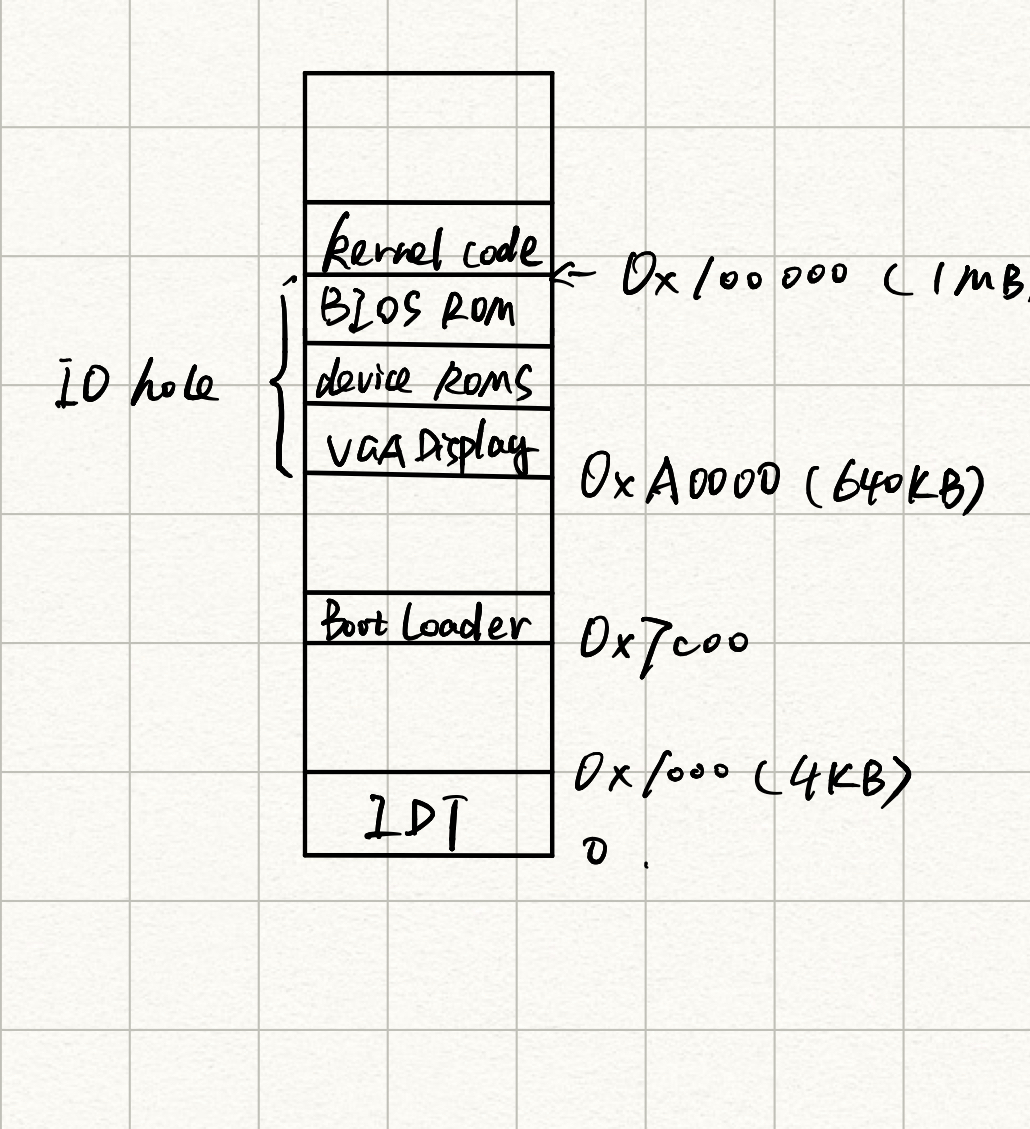 kernel code
0x100000 (1MB
BIOS ROM
IO hole
device ROMS
VGA Display
0xA0000 (640KB)
Boot Loader
0x7c00
0x1000 (4KB)
IDT
0